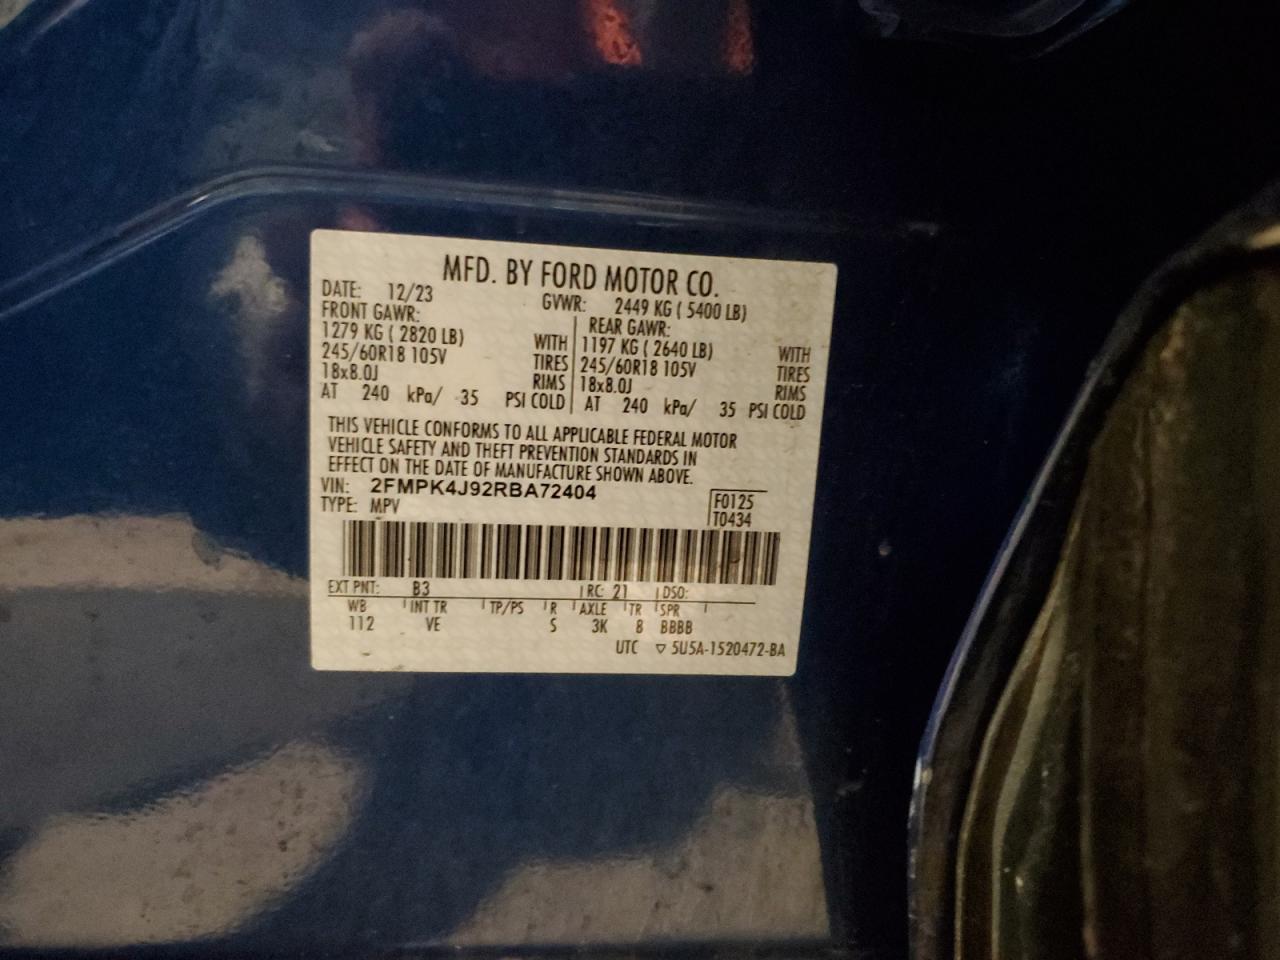 MFD. BY FORD MOTOR CO.
DATE: 12/23 GVWR: 2449 KG ( 5400 LB)
FRONT GAWR: REAR GAWR:
1279 KG ( 2820 LB) WITH 1197 KG ( 2640 LB) WITH
245/60R18 105V TIRES 245/60R18 105V TIRES
18x8.0J RIMS 18x8.0J RIMS
AT 240 kPa/ 35 PSI COLD AT 240 kPa/ 35 PSI COLD
THIS VEHICLE CONFORMS TO ALL APPLICABLE FEDERAL MOTOR
VEHICLE SAFETY AND THEFT PREVENTION STANDARDS IN
EFFECT ON THE DATE OF MANUFACTURE SHOWN ABOVE.
VIN: 2FMPK4J92RBA72404
TYPE: MPV
F0125
T0434
EXT PNT: B3 RC: 21 DSO:
WB INT TR TP/PS R AXLE TR SPR
112 VE S 3K 8 BBBB
UTC ▽ 5U5A-1520472-BA